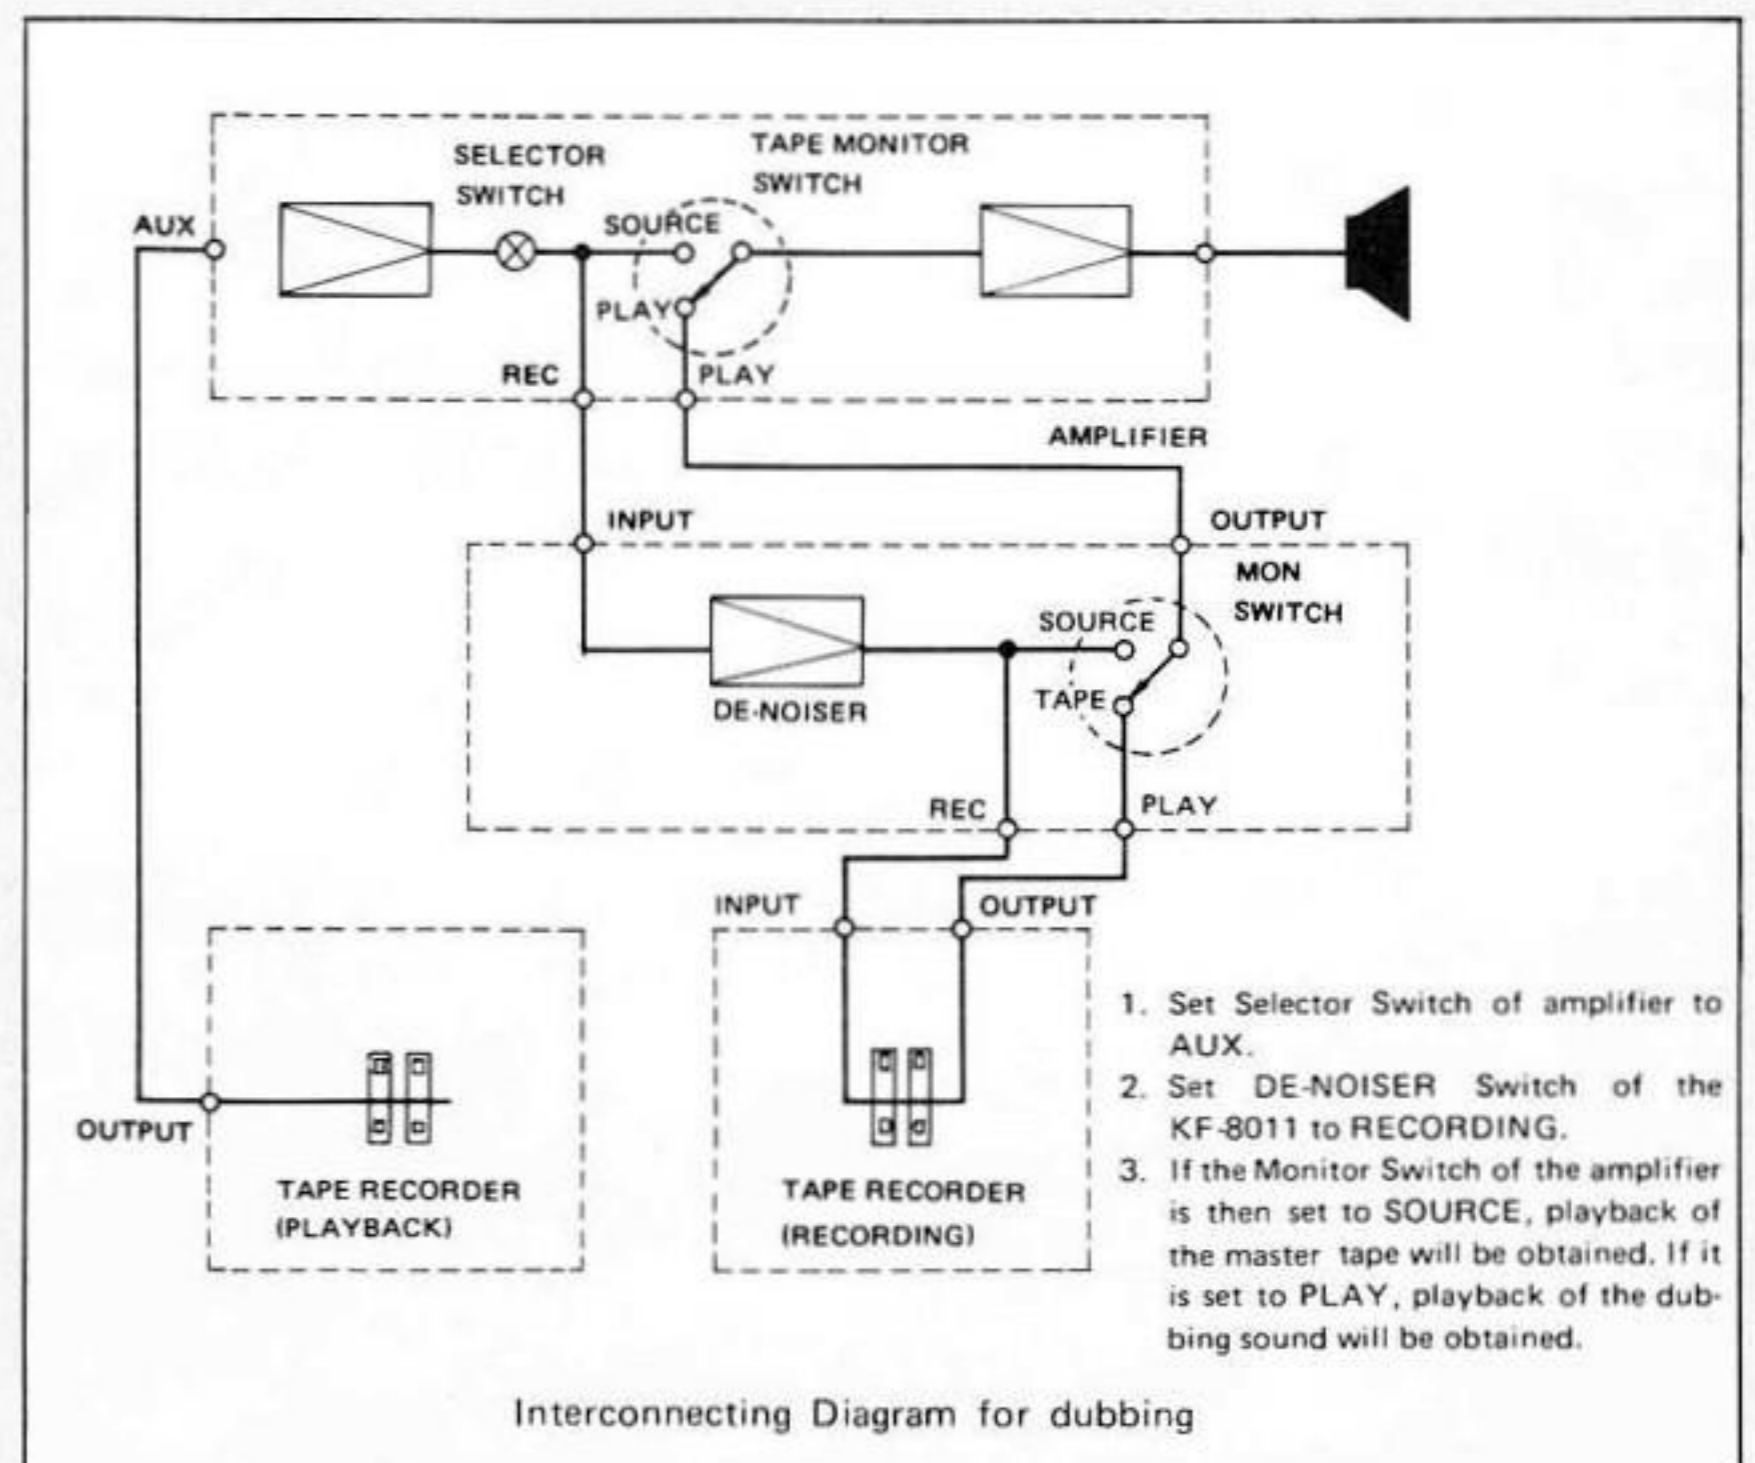 SELECTOR
SWITCH
TAPE MONITOR
SWITCH
AUX
SOURCE
PLAY
REC
PLAY
AMPLIFIER
INPUT
OUTPUT
MON
SWITCH
SOURCE
TAPE
DE-NOISER
REC
PLAY
INPUT
OUTPUT
OUTPUT
TAPE RECORDER
(PLAYBACK)
TAPE RECORDER
(RECORDING)
1. Set Selector Switch of amplifier to
AUX.
2. Set DE-NOISER Switch of the
KF-8011 to RECORDING.
3. If the Monitor Switch of the amplifier
is then set to SOURCE, playback of
the master tape will be obtained. If it
is set to PLAY, playback of the dub-
bing sound will be obtained.
Interconnecting Diagram for dubbing